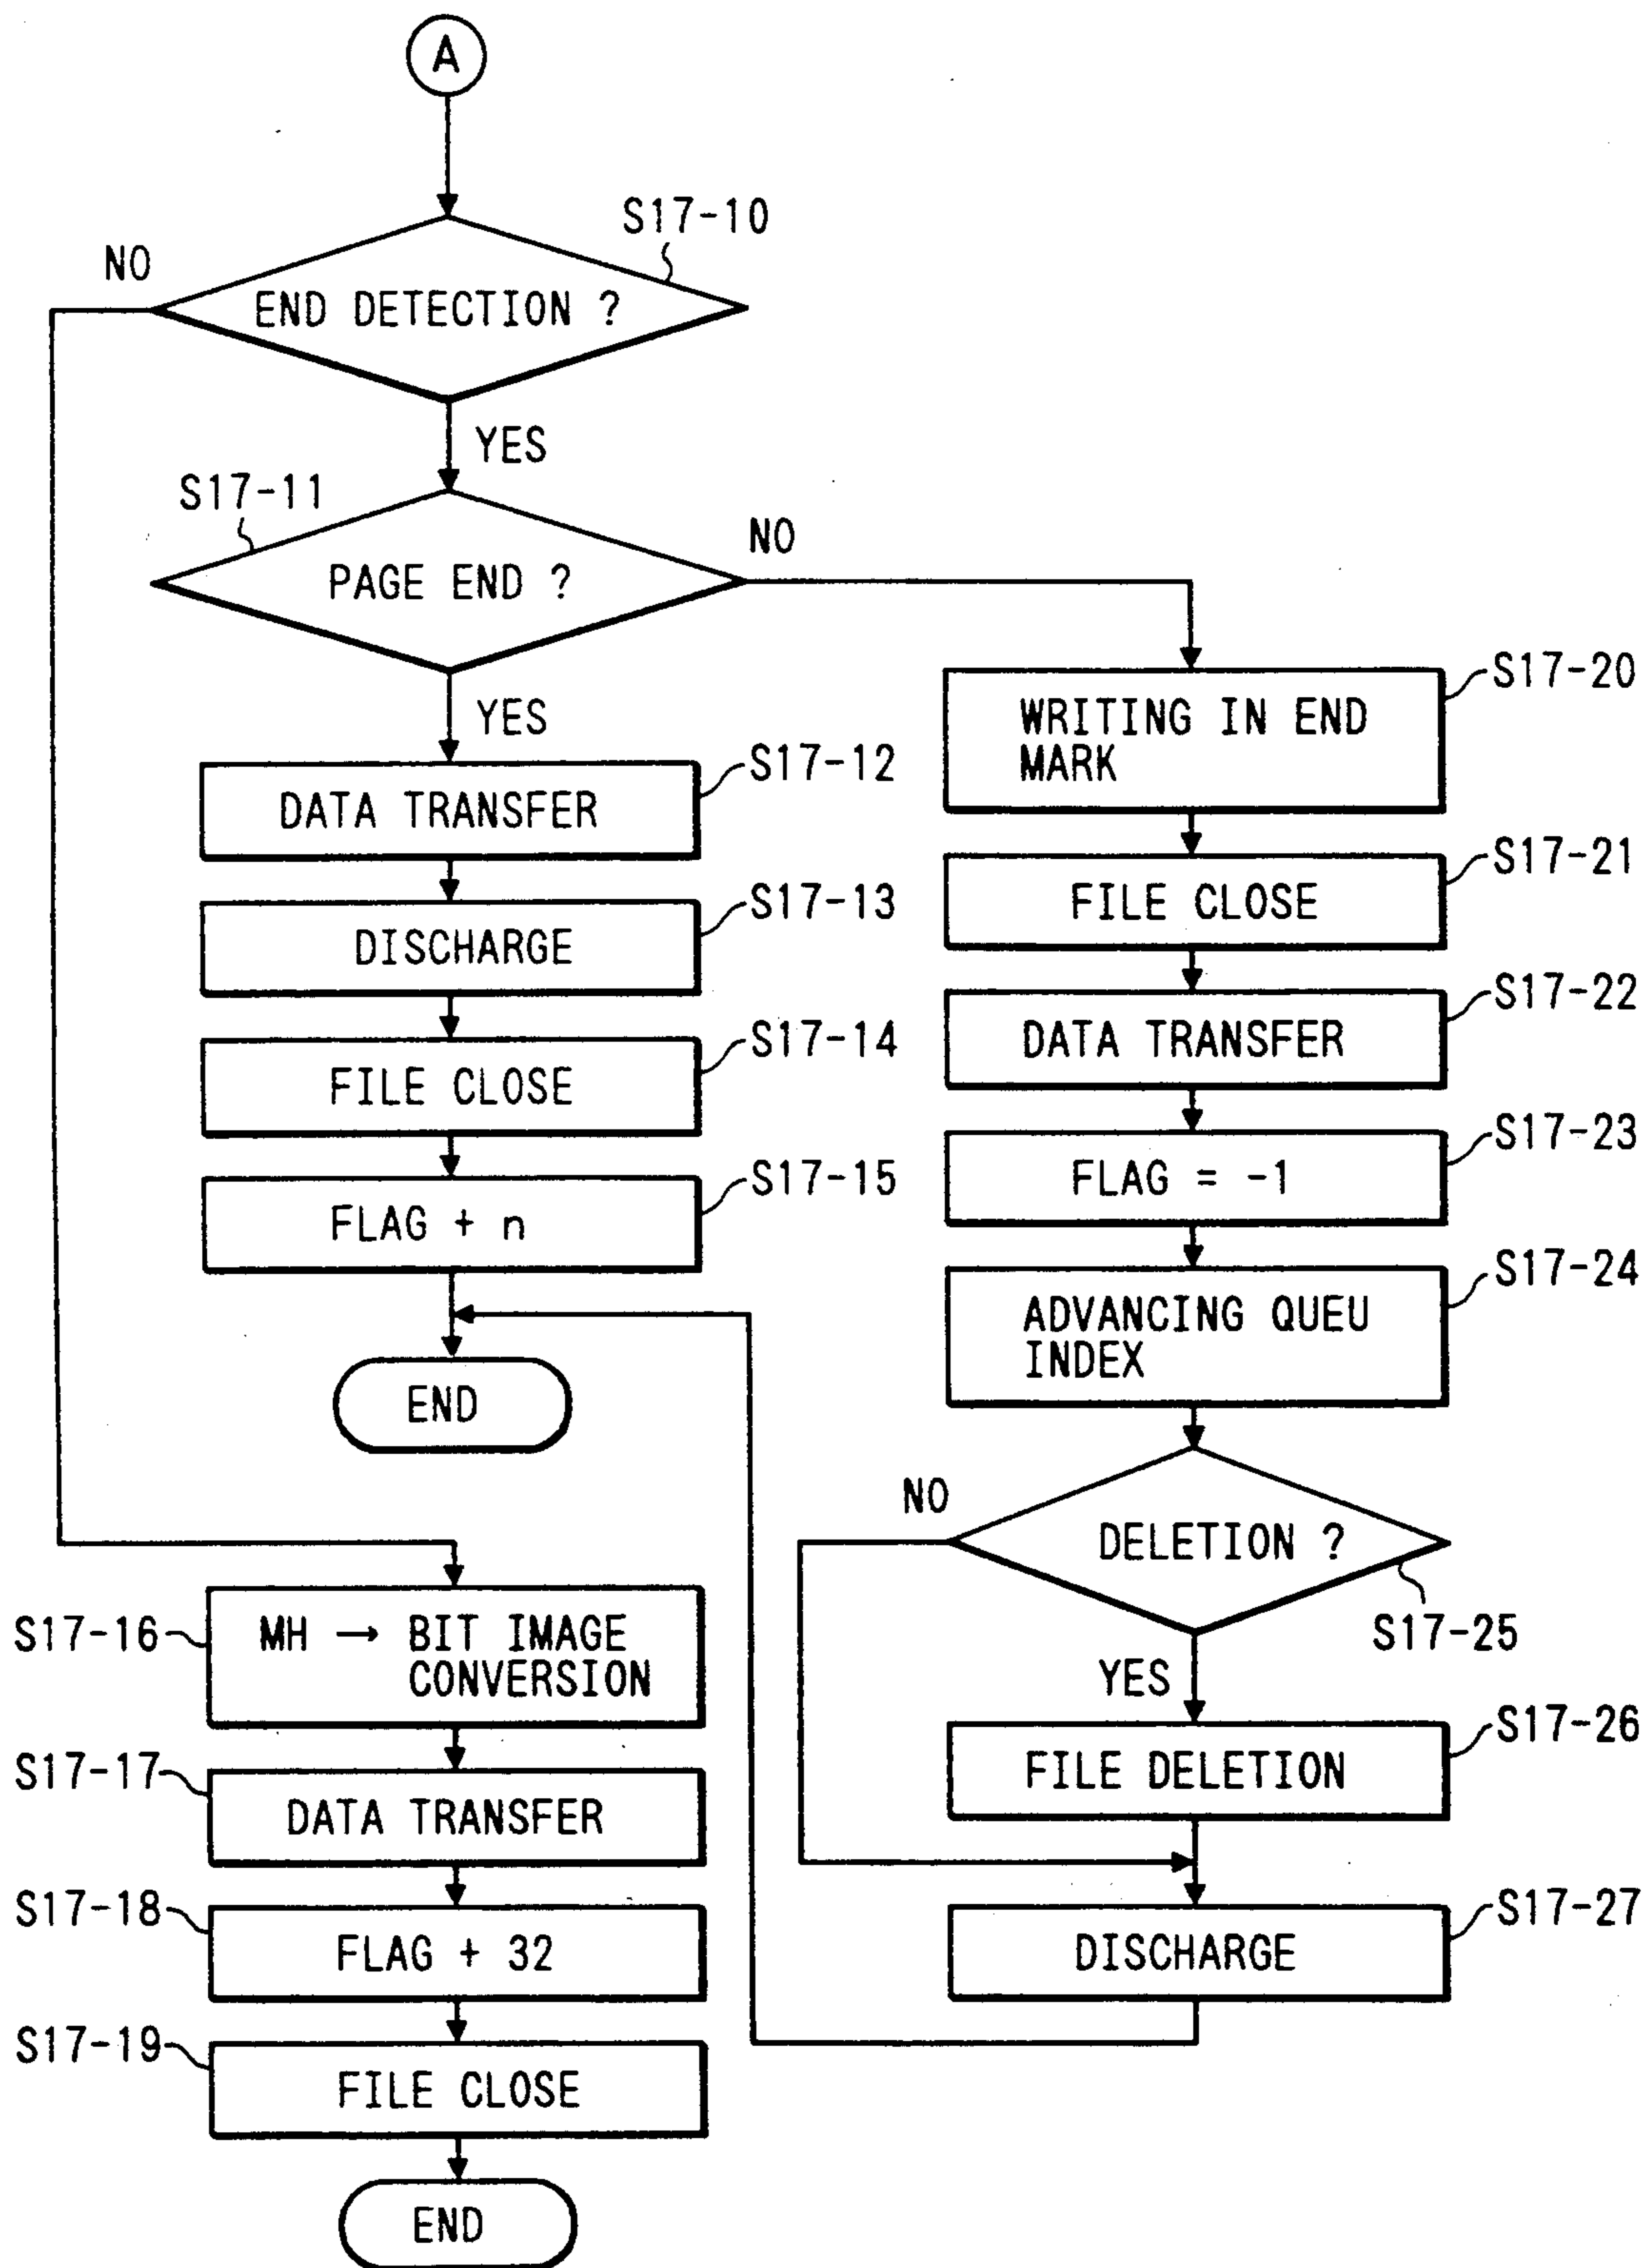 A
S17-10
NO
END DETECTION ?
YES
S17-11
NO
PAGE END ?
YES
S17-12
DATA TRANSFER
S17-13
DISCHARGE
S17-14
FILE CLOSE
S17-15
FLAG + n
END
S17-16
MH → BIT IMAGE
CONVERSION
S17-17
DATA TRANSFER
S17-18
FLAG + 32
S17-19
FILE CLOSE
END
S17-20
WRITING IN END
MARK
S17-21
FILE CLOSE
S17-22
DATA TRANSFER
S17-23
FLAG = -1
S17-24
ADVANCING QUEU
INDEX
NO
DELETION ?
S17-25
YES
S17-26
FILE DELETION
S17-27
DISCHARGE